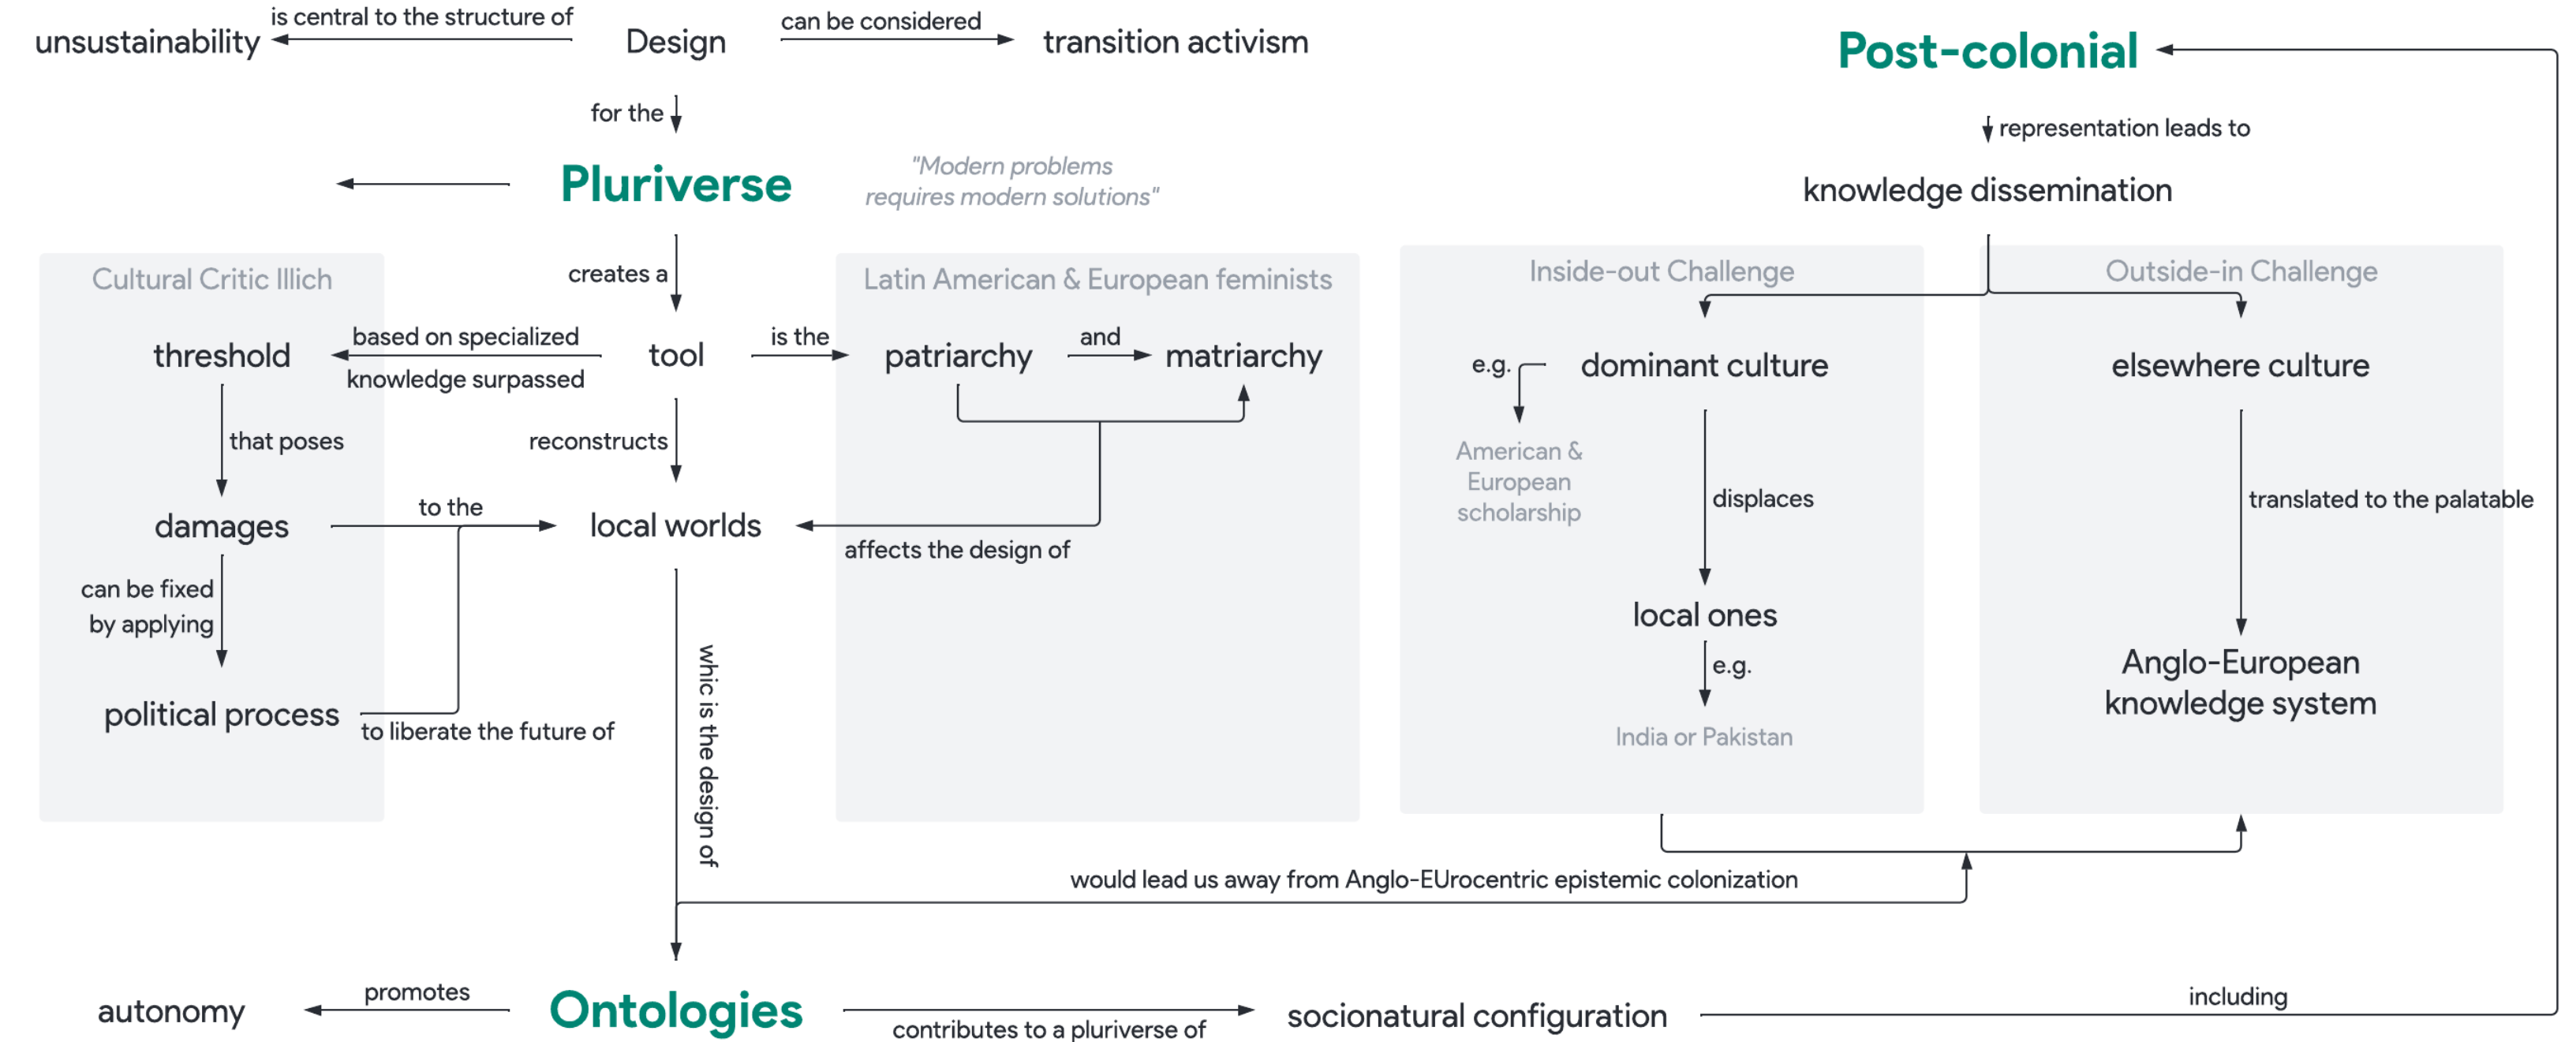 is central to the structure of
can be considered
unsustainability
Design
transition activism
Post-colonial
for the
representation leads to
Pluriverse
"Modern problems
requires modern solutions"
knowledge dissemination
creates a
Cultural Critic Illich
Latin American & European feminists
Inside-out Challenge
Outside-in Challenge
threshold
based on specialized
knowledge surpassed
tool
is the
patriarchy
and
matriarchy
e.g.
dominant culture
elsewhere culture
that poses
reconstructs
American &
European
scholarship
displaces
translated to the palatable
damages
to the
local worlds
affects the design of
can be fixed
by applying
local ones
e.g.
Anglo-European
knowledge system
political process
to liberate the future of
India or Pakistan
whic is the design of
would lead us away from Anglo-EUrocentric epistemic colonization
autonomy
promotes
Ontologies
contributes to a pluriverse of
socionatural configuration
including